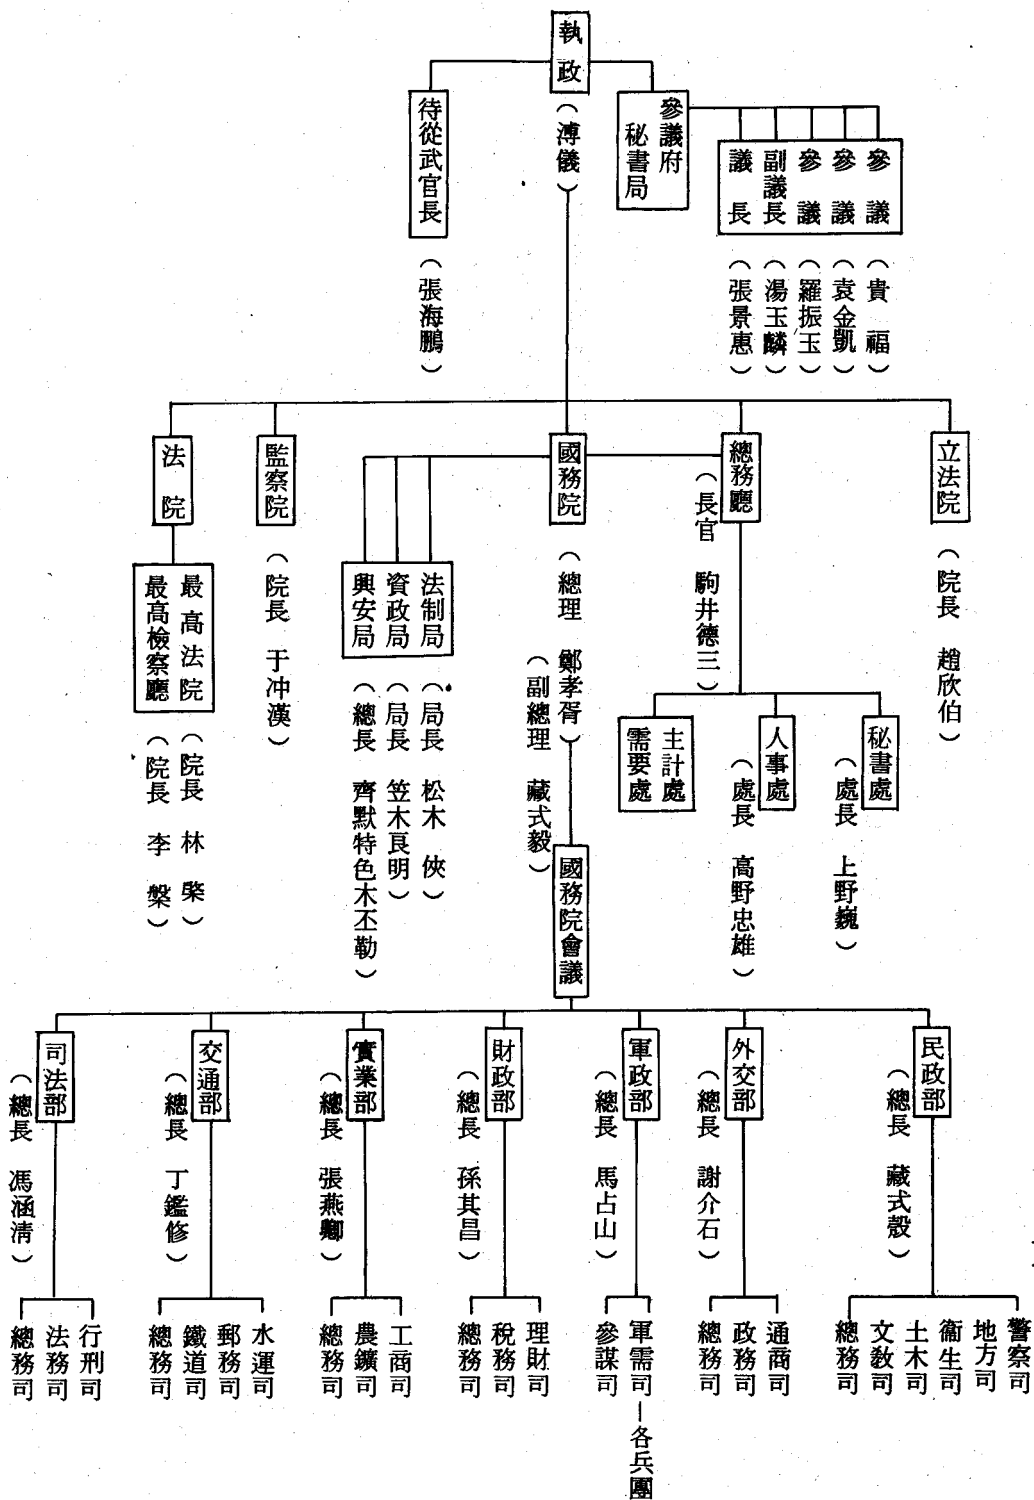 執政
（溥儀）
參議府
秘書局
參議
（貴福）
參議
（袁金凱）
參議
（羅振玉）
副議長
（湯玉麟）
議長
（張景惠）
待從武官長
（張海鵬）
立法院
（院長　趙欣伯）
總務廳
（長官　駒井德三）
秘書處
（處長　上野巍）
人事處
（處長　高野忠雄）
主計處
需要處
國務院
（總理　鄭孝胥）
（副總理　藏式毅）
法制局
（局長　松木　俠）
資政局
（局長　笠木良明）
興安局
（總長　齊默特色木丕勒）
監察院
（院長　于冲漢）
法院
最高法院
（院長　林　棨）
最高檢察廳
（院長　李　槃）
國務院會議
民政部
（總長　藏式毅）
警察司
地方司
衞生司
土木司
文教司
總務司
外交部
（總長　謝介石）
通商司
政務司
總務司
軍政部
（總長　馬占山）
軍需司—各兵團
參謀司
財政部
（總長　孫其昌）
理財司
稅務司
總務司
實業部
（總長　張燕卿）
工商司
農鑛司
總務司
交通部
（總長　丁鑑修）
水運司
郵務司
鐵道司
總務司
司法部
（總長　馮涵淸）
行刑司
法務司
總務司